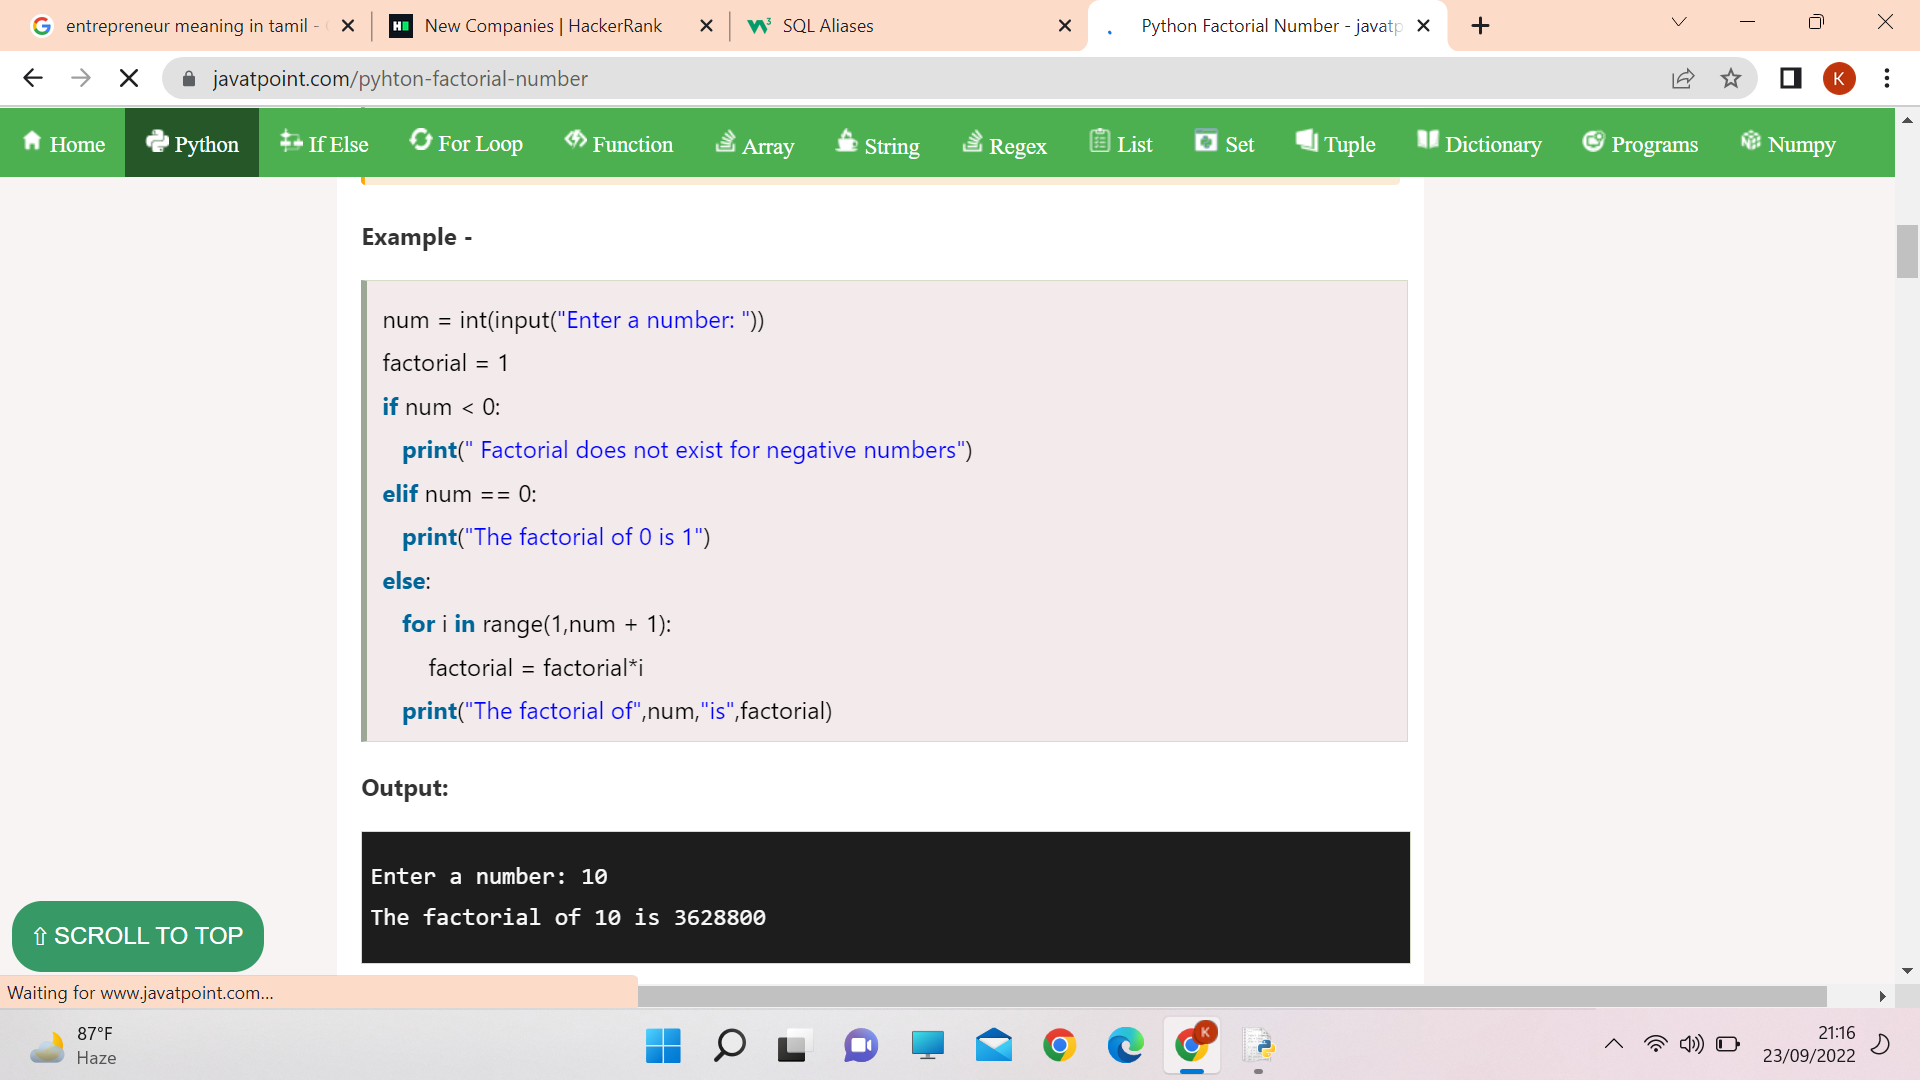 entrepreneur meaning in tamil -
New Companies | HackerRank
SQL Aliases
Python Factorial Number - javatp
javatpoint.com/pyhton-factorial-number
K
Home
Python
If Else
For Loop
Function
Array
String
Regex
List
Set
Tuple
Dictionary
Programs
Numpy
Example -
num = int(input("Enter a number: "))
factorial = 1
if num < 0:
print(" Factorial does not exist for negative numbers")
elif num == 0:
print("The factorial of 0 is 1")
else:
for i in range(1,num + 1):
factorial = factorial*i
print("The factorial of",num,"is",factorial)
Output:
Enter a number: 10
The factorial of 10 is 3628800
⇧ SCROLL TO TOP
Waiting for www.javatpoint.com...
87°F
Haze
K
21:16
23/09/2022